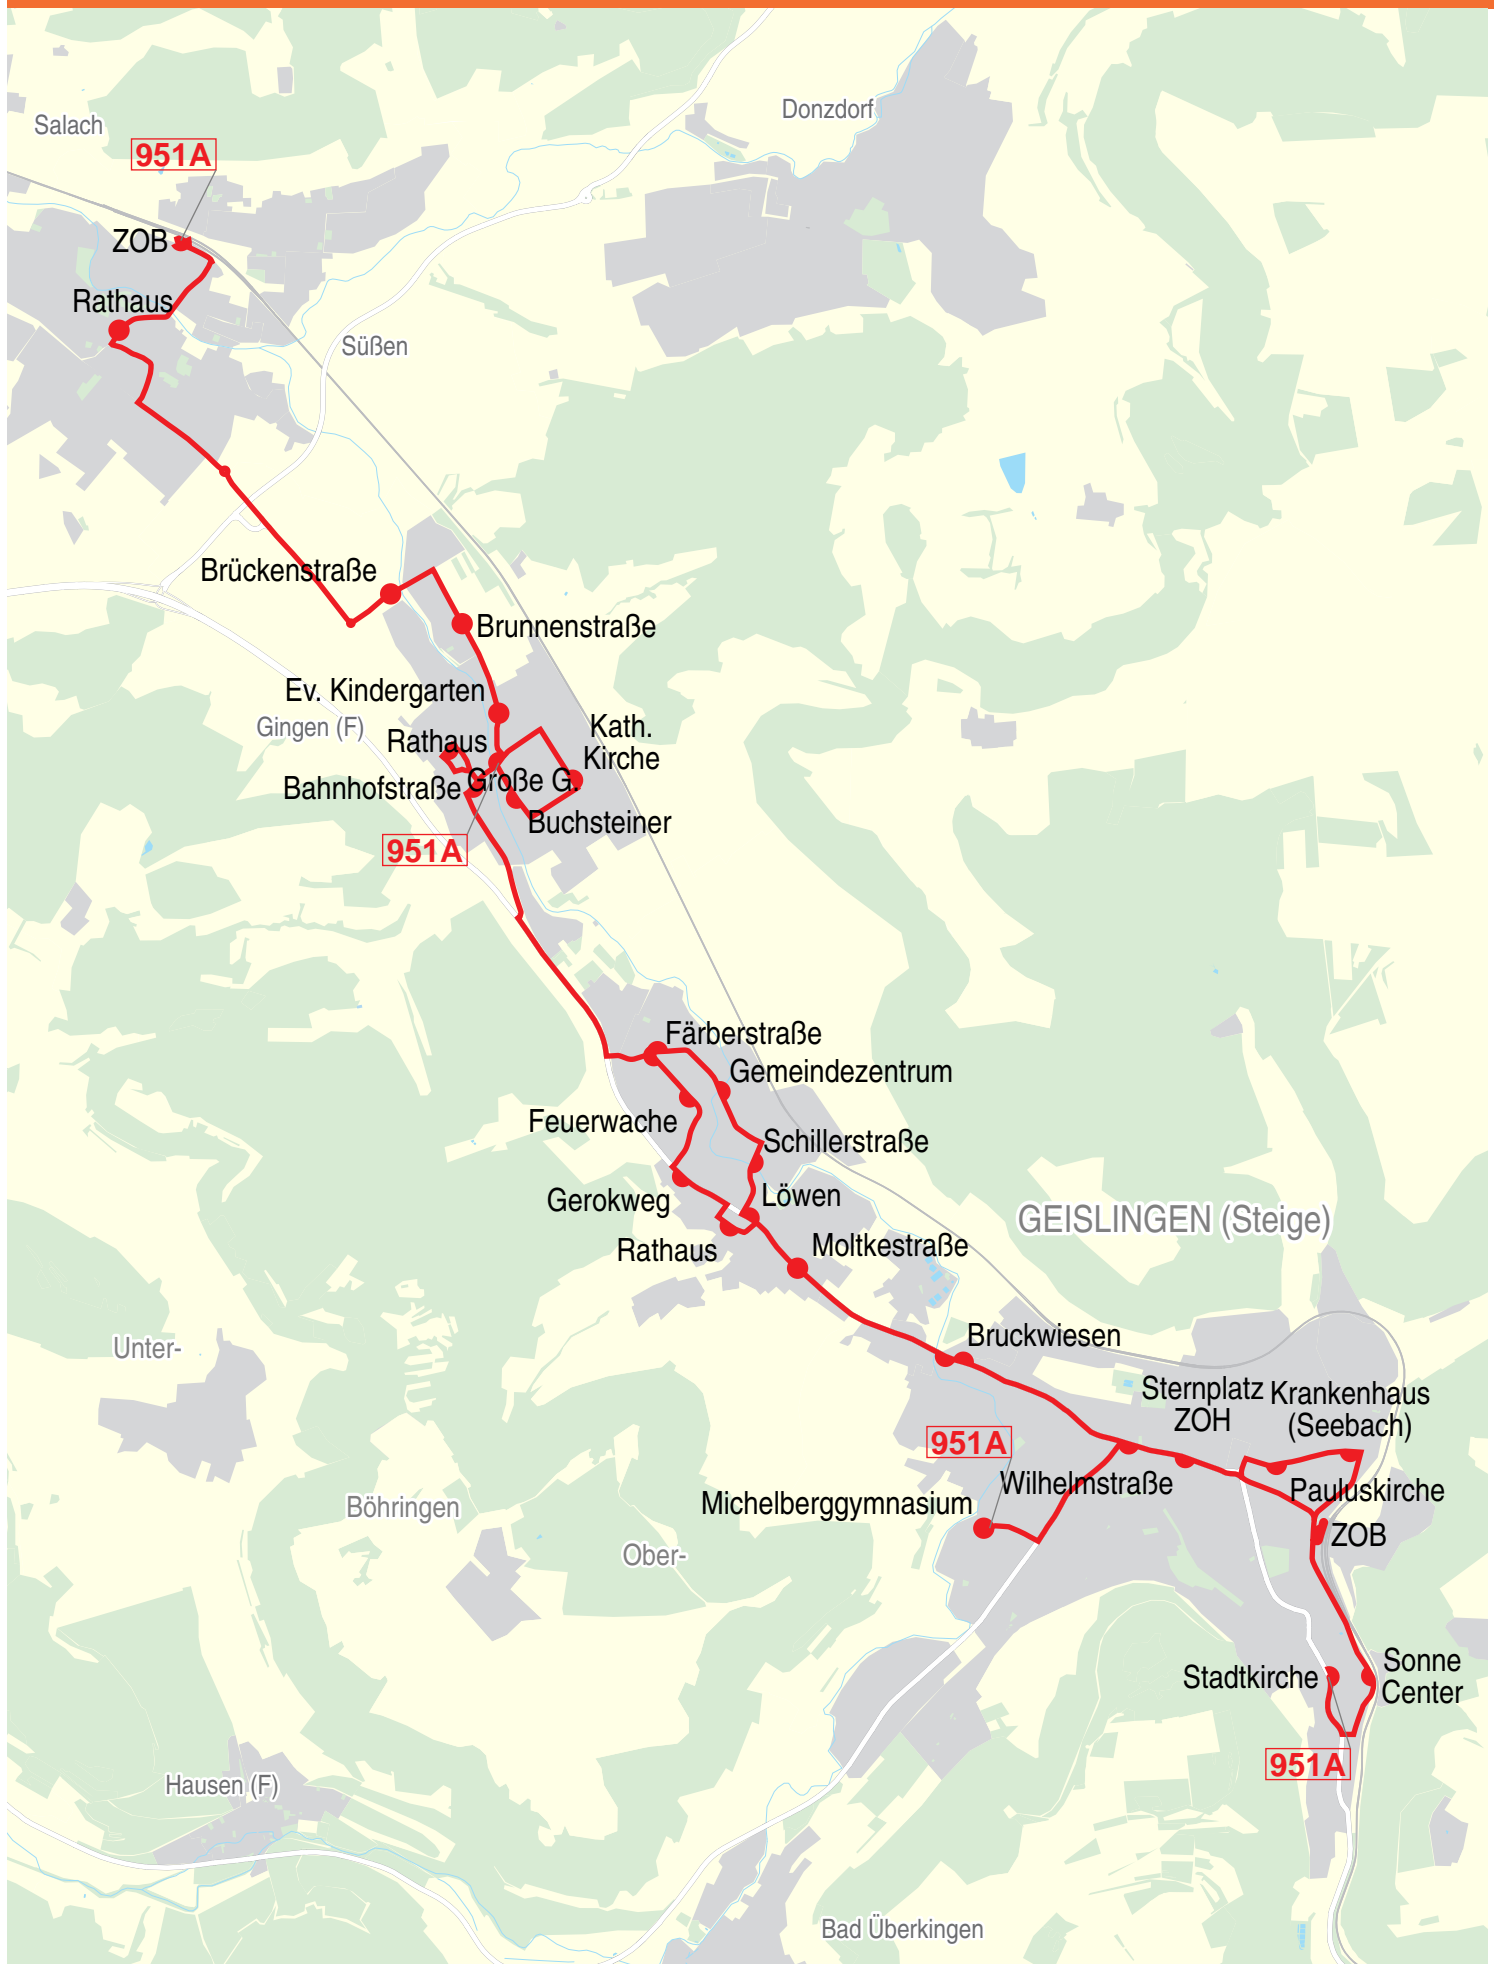 Salach
Donzdorf
951A
ZOB
Rathaus
Süßen
Brückenstraße
Brunnenstraße
Ev. Kindergarten
Gingen (F)
Kath.
Kirche
Rathaus
Große G.
Bahnhofstraße
Buchsteiner
951A
Färberstraße
Gemeindezentrum
Feuerwache
Schillerstraße
Gerokweg
Löwen
GEISLINGEN (Steige)
Rathaus
Moltkestraße
Unter-
Bruckwiesen
Sternplatz
ZOH
Krankenhaus
(Seebach)
951A
Wilhelmstraße
Pauluskirche
Michelberggymnasium
Böhringen
ZOB
Ober-
Stadtkirche
Sonne
Center
951A
Hausen (F)
Bad Überkingen